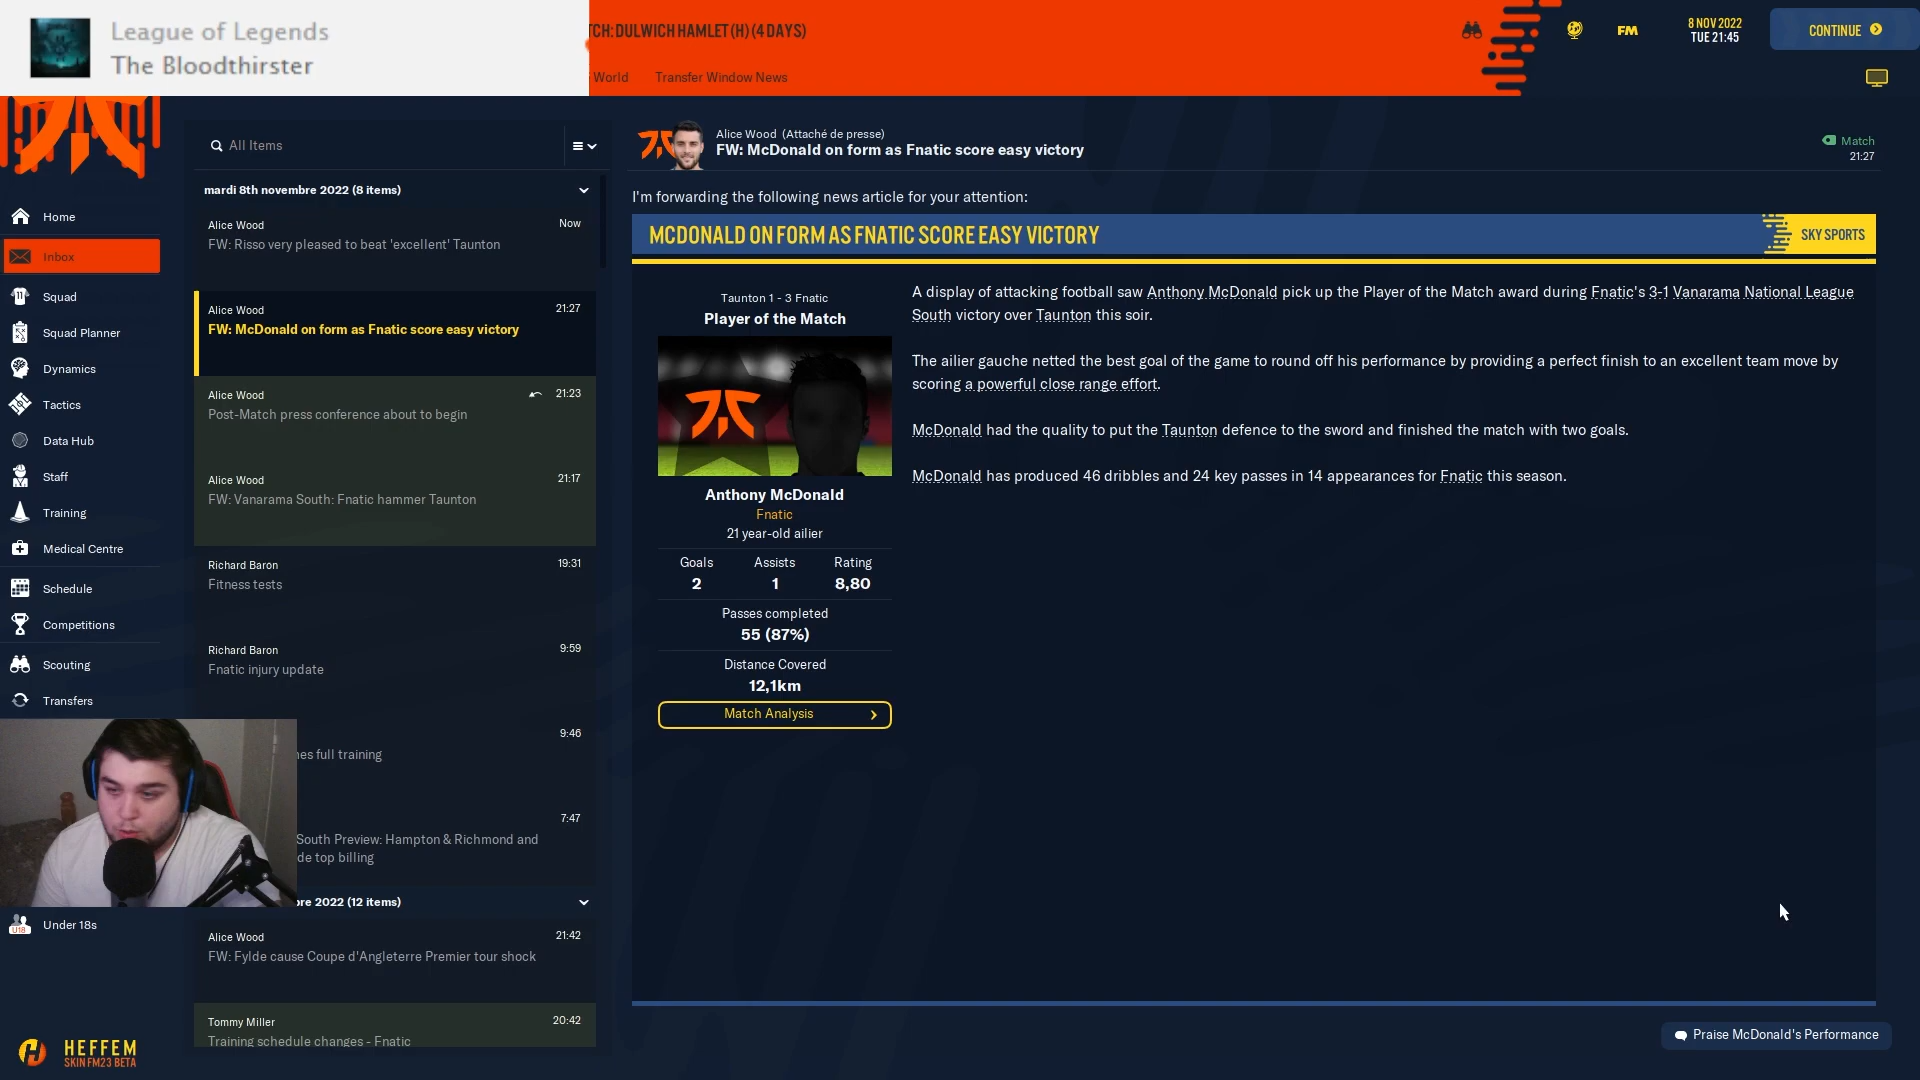 League of Legends
The Bloodthirster
TCH: DULWICH HAMLET (H) (4 DAYS)
World
Transfer Window News
FM
8 NOV 2022
TUE 21:45
CONTINUE
Home
Inbox
Squad
Squad Planner
Dynamics
Tactics
Data Hub
Staff
Training
Medical Centre
Schedule
Competitions
Scouting
Transfers
U18
Under 18s
HEFFEM
SKIN FM23 BETA
All Items
mardi 8th novembre 2022 (8 items)
Alice Wood
Now
FW: Risso very pleased to beat 'excellent' Taunton
Alice Wood
21:27
FW: McDonald on form as Fnatic score easy victory
Alice Wood
21:23
Post-Match press conference about to begin
Alice Wood
21:17
FW: Vanarama South: Fnatic hammer Taunton
Richard Baron
19:31
Fitness tests
Richard Baron
9:59
Fnatic injury update
9:46
nes full training
7:47
South Preview: Hampton & Richmond and
de top billing
bre 2022 (12 items)
Alice Wood
21:42
FW: Fylde cause Coupe d'Angleterre Premier tour shock
Tommy Miller
20:42
Training schedule changes - Fnatic
Alice Wood (Attaché de presse)
FW: McDonald on form as Fnatic score easy victory
Match
21:27
I'm forwarding the following news article for your attention:
MCDONALD ON FORM AS FNATIC SCORE EASY VICTORY
SKY SPORTS
Taunton 1 - 3 Fnatic
Player of the Match
Anthony McDonald
Fnatic
21 year-old ailier
Goals
Assists
Rating
2
1
8,80
Passes completed
55 (87%)
Distance Covered
12,1km
Match Analysis
A display of attacking football saw Anthony McDonald pick up the Player of the Match award during Fnatic's 3-1 Vanarama National League
South victory over Taunton this soir.
The ailier gauche netted the best goal of the game to round off his performance by providing a perfect finish to an excellent team move by
scoring a powerful close range effort.
McDonald had the quality to put the Taunton defence to the sword and finished the match with two goals.
McDonald has produced 46 dribbles and 24 key passes in 14 appearances for Fnatic this season.
Praise McDonald's Performance